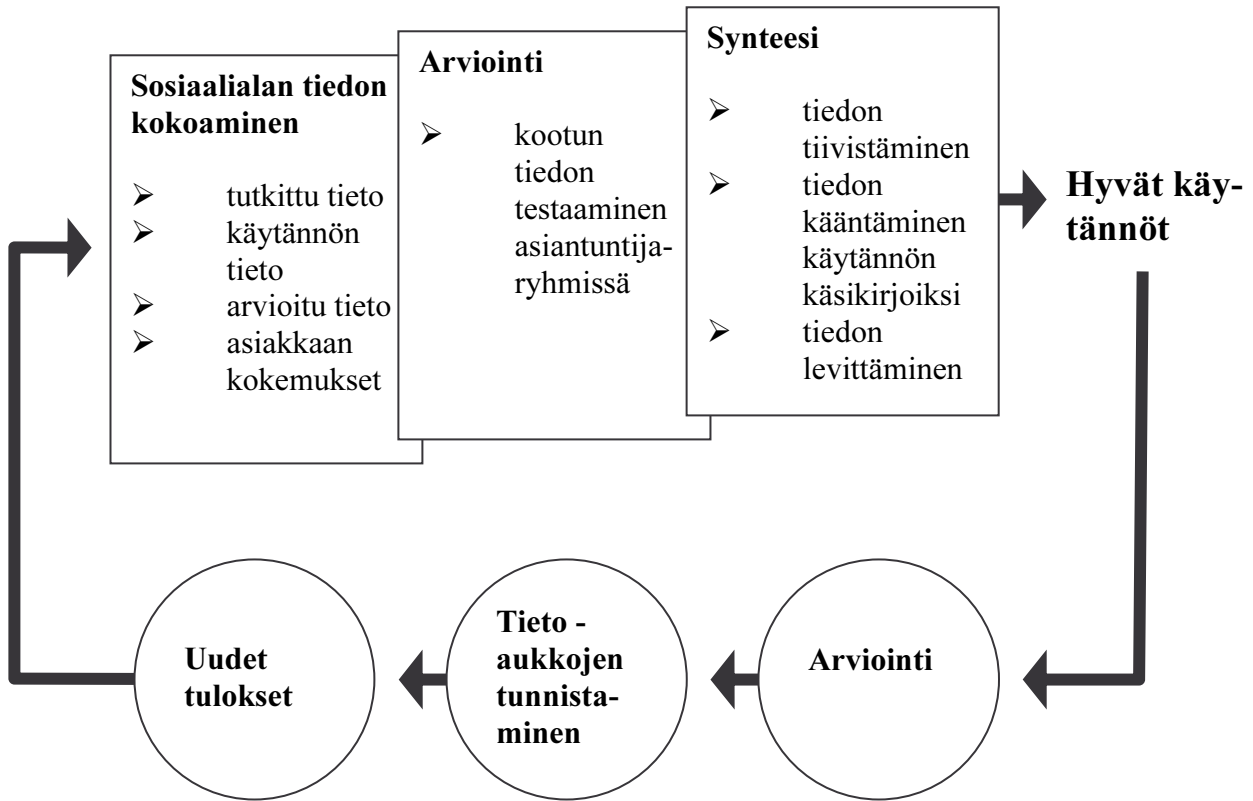 Sosiaalialan tiedon
kokoaminen
➢ tutkittu tieto
➢ käytännön
tieto
➢ arvioitu tieto
➢ asiakkaan
kokemukset
Arviointi
➢ kootun
tiedon
testaaminen
asiantuntija-
ryhmissä
Synteesi
➢ tiedon
tiivistäminen
➢ tiedon
kääntäminen
käytännön
käsikirjoiksi
➢ tiedon
levittäminen
Hyvät käy-
tännöt
Uudet
tulokset
Tieto -
aukkojen
tunnista-
minen
Arviointi